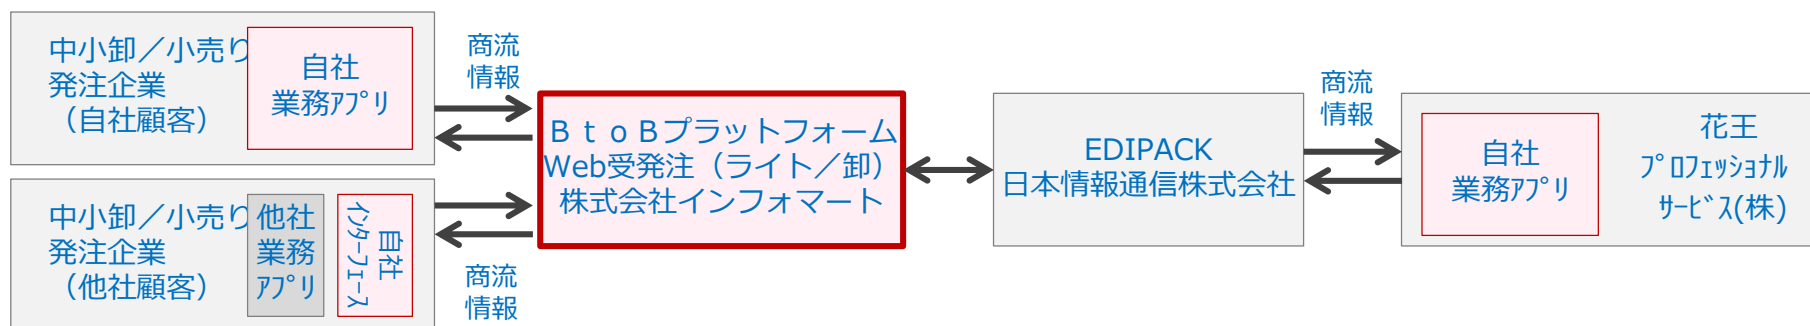 中小卸／小売り
発注企業
（自社顧客）
自社
業務ｱﾌﾟﾘ
商流
情報
中小卸／小売り
発注企業
（他社顧客）
他社
業務
ｱﾌﾟﾘ
自社
ｲﾝﾀｰﾌｪｰｽ
商流
情報
ＢｔｏＢプラットフォーム
Web受発注（ライト／卸）
株式会社インフォマート
EDIPACK
日本情報通信株式会社
商流
情報
自社
業務ｱﾌﾟﾘ
花王
ﾌﾟﾛﾌｪｯｼｮﾅﾙ
ｻｰﾋﾞｽ(株)